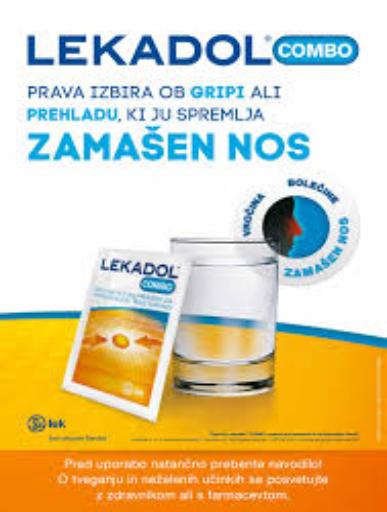 LEKADOL® COMBO
PRAVA IZBIRA OB GRIPI ALI
PREHLADU, KI JU SPREMLJA
ZAMAŠEN NOS
VROČINA
BOLEČINE
ZAMAŠEN NOS
LEKADOL
COMBO
lek
Pred uporabo natančno preberite navodilo!
O tveganju in neželenih učinkih se posvetujte
z zdravnikom ali s farmacevtom.